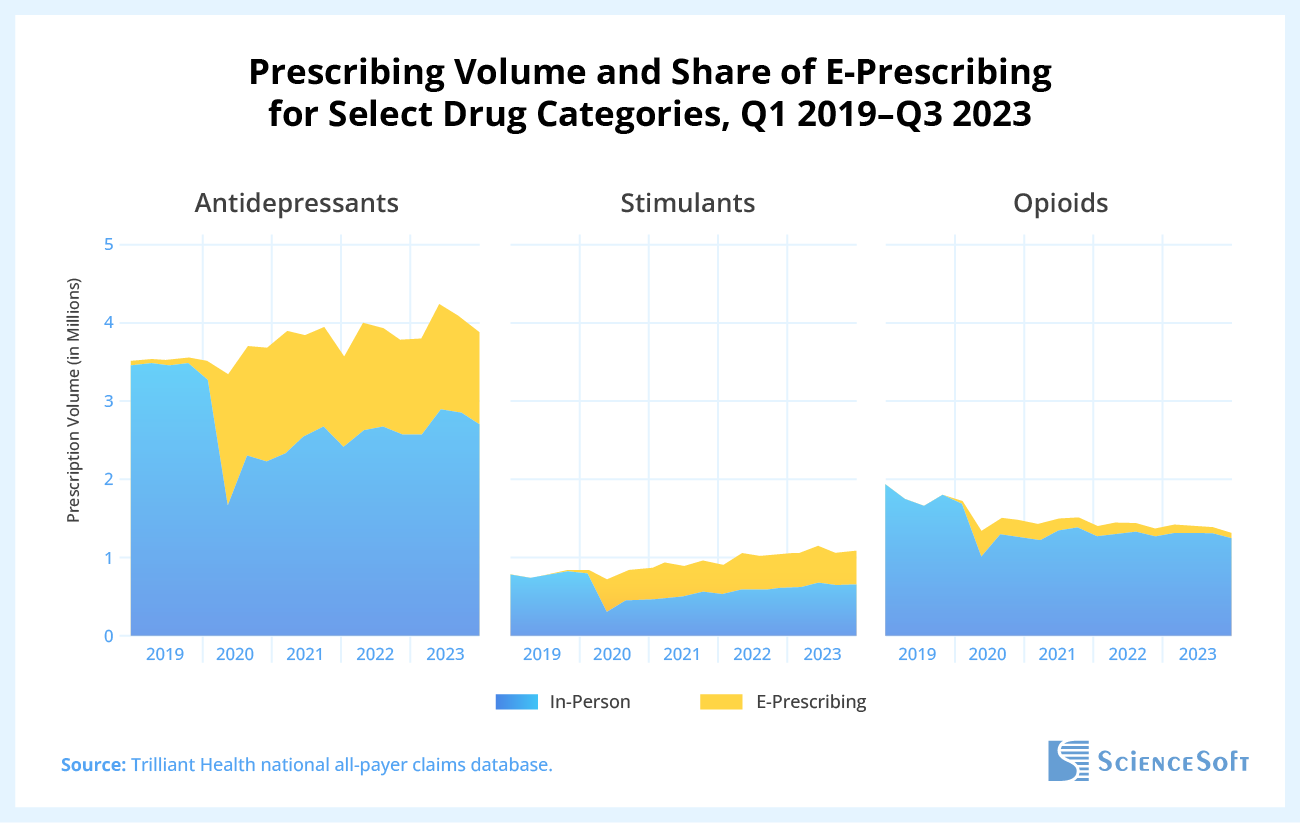 Prescribing Volume and Share of E-Prescribing
for Select Drug Categories, Q1 2019–Q3 2023
Antidepressants
Stimulants
Opioids
Prescription Volume (in Millions)
5
4
3
2
1
0
2019 2020 2021 2022 2023
2019 2020 2021 2022 2023
2019 2020 2021 2022 2023
In-Person
E-Prescribing
Source: Trilliant Health national all-payer claims database.
ScienceSoft